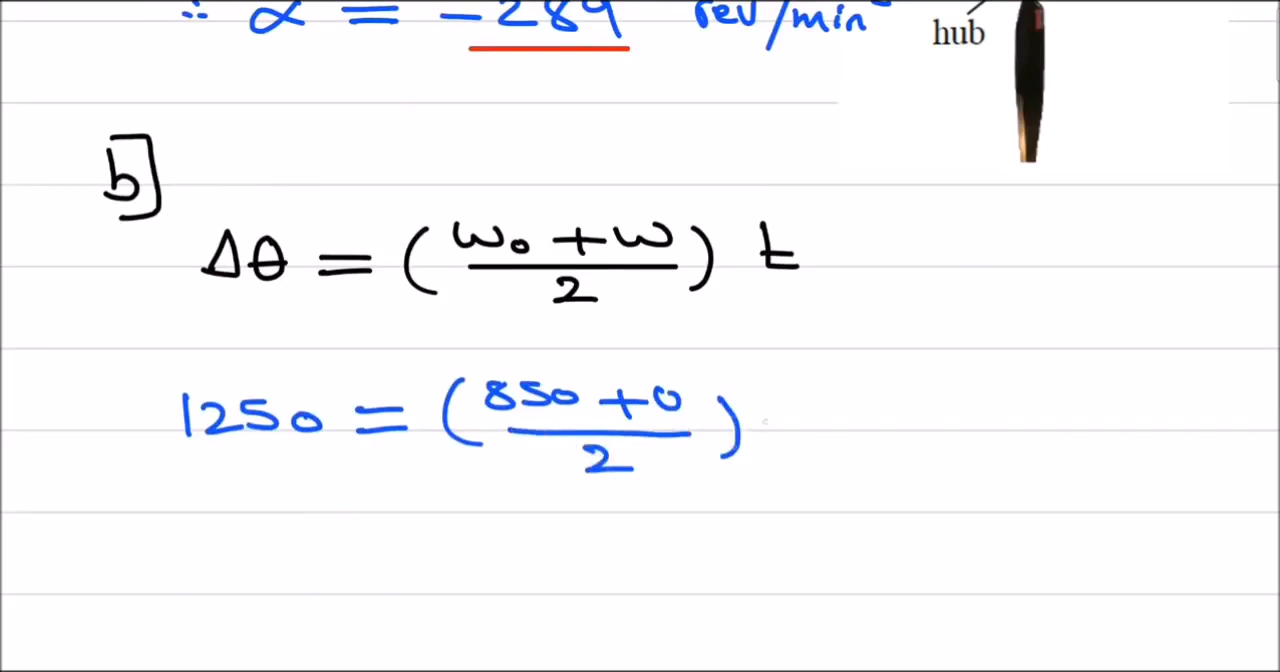 ∴ α = -289 rev/min²
hub
b]
Δθ = (ω₀ + ω / 2) t
1250 = (850 + 0 / 2)